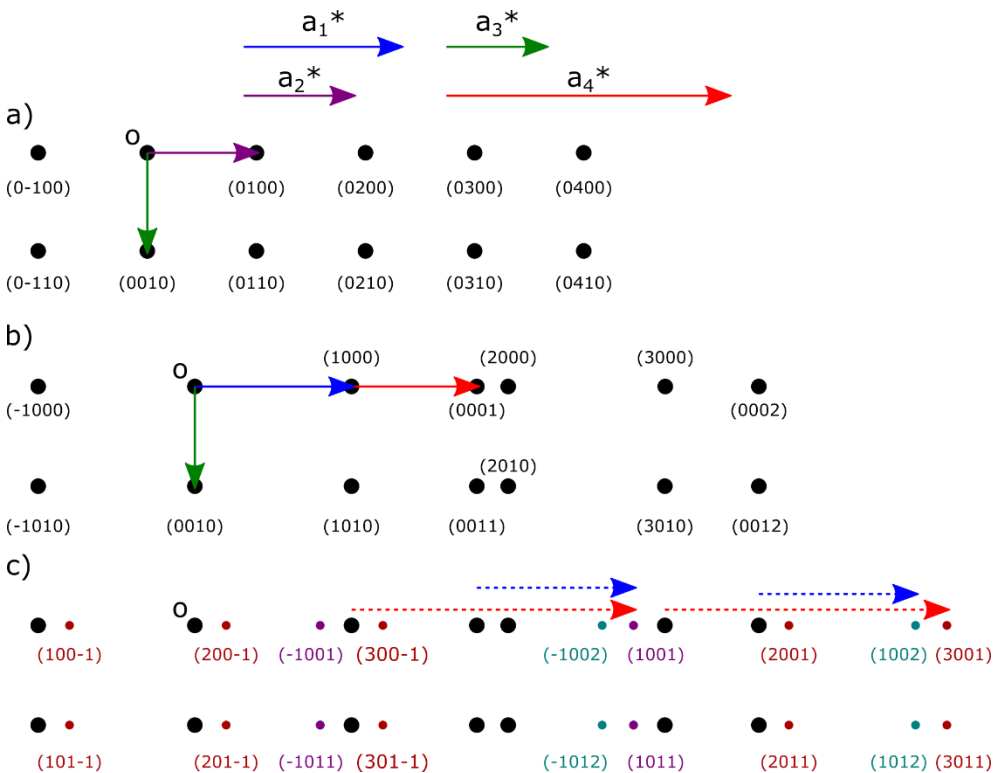 a1* a3*
a2* a4*
a)
o
(0-100) (0100) (0200) (0300) (0400)
(0-110) (0010) (0110) (0210) (0310) (0410)
b)
(1000) (2000) (3000)
o
(-1000) (0001) (0002)
(2010)
(-1010) (0010) (1010) (0011) (3010) (0012)
c)
o
(100-1) (200-1) (-1001) (300-1) (-1002) (1001) (2001) (1002) (3001)
(101-1) (201-1) (-1011) (301-1) (-1012) (1011) (2011) (1012) (3011)